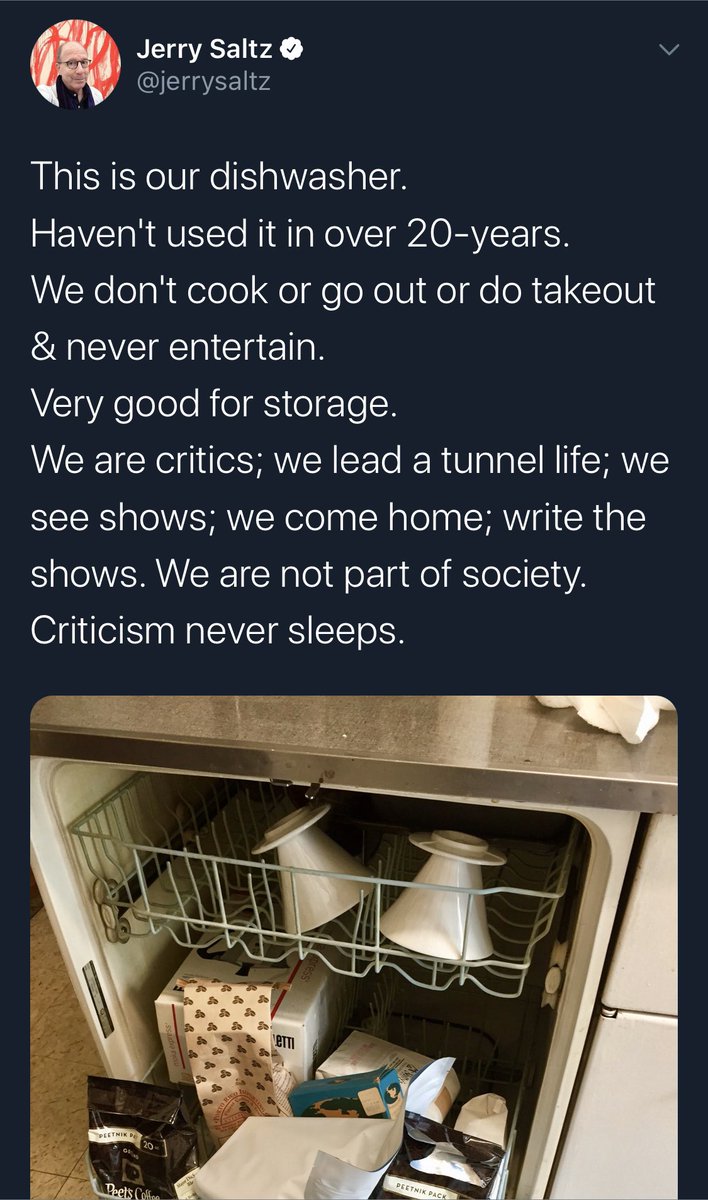 Jerry Saltz
@jerrysaltz
This is our dishwasher.
Haven't used it in over 20-years.
We don't cook or go out or do takeout
& never entertain.
Very good for storage.
We are critics; we lead a tunnel life; we
see shows; we come home; write the
shows. We are not part of society.
Criticism never sleeps.
ETTI
PEETNIK P
20
Peet's Coffee
PEETNIK PACK